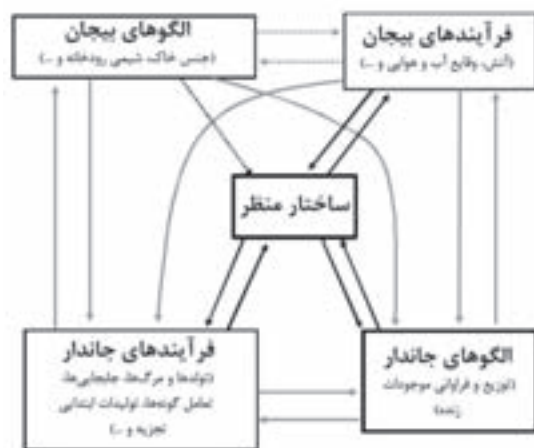 فرآیندهای بیجان
(آتش، وقایع آب و هوایی و ...)
الگوهای بیجان
(جنس خاک، شیمی رودخانه و ...)
ساختار منظر
الگوهای جاندار
(توزیع و فراوانی موجودات
زنده)
فرآیندهای جاندار
(تولدها و مرگ‌ها، جابجایی‌ها،
تعامل گونه‌ها، تولیدات ابتدایی
تجزیه و ...)